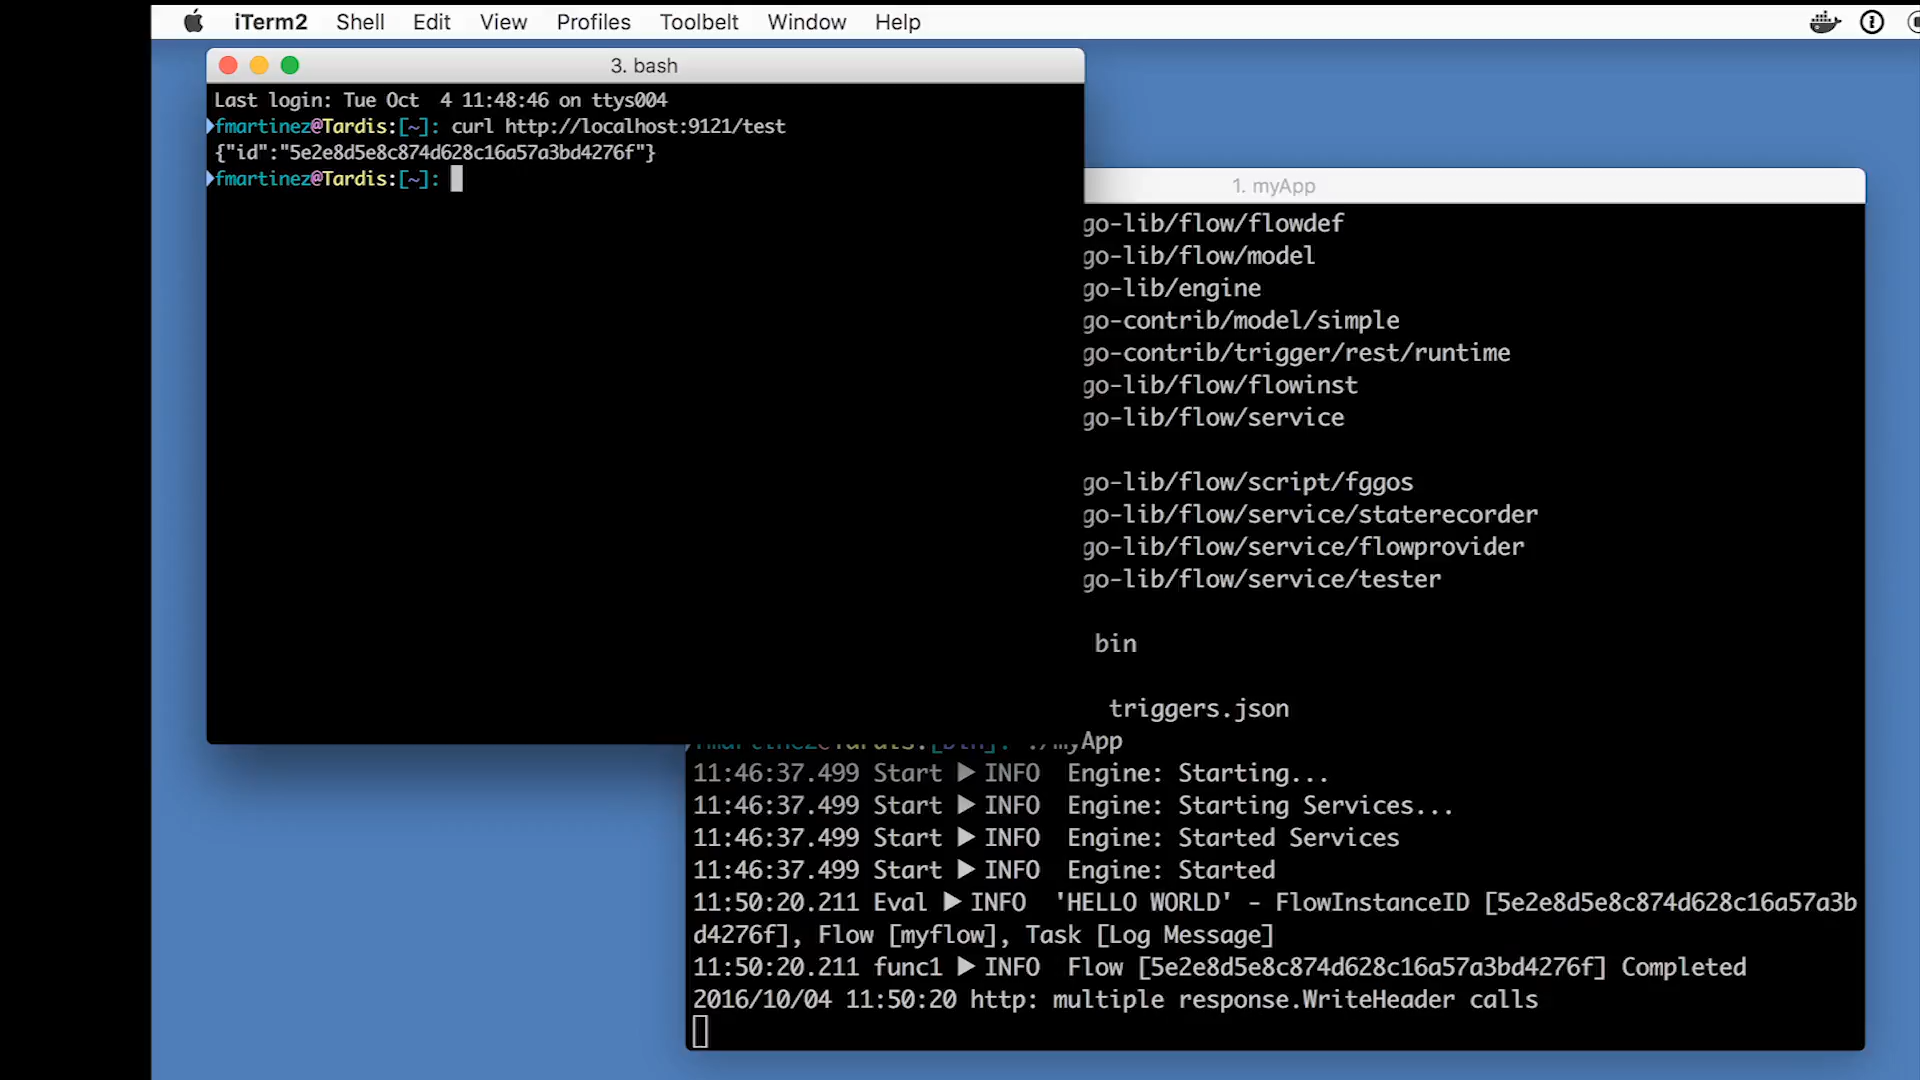 iTerm2 Shell Edit View Profiles Toolbelt Window Help
3. bash
Last login: Tue Oct  4 11:48:46 on ttys004
fmartinez@Tardis:[~]: curl http://localhost:9121/test
{"id":"5e2e8d5e8c874d628c16a57a3bd4276f"}
fmartinez@Tardis:[~]:
1. myApp
go-lib/flow/flowdef
go-lib/flow/model
go-lib/engine
go-contrib/model/simple
go-contrib/trigger/rest/runtime
go-lib/flow/flowinst
go-lib/flow/service
go-lib/flow/script/fggos
go-lib/flow/service/staterecorder
go-lib/flow/service/flowprovider
go-lib/flow/service/tester
bin
triggers.json
fmartinez@Tardis:[bin]: ./myApp
11:46:37.499 Start ▶ INFO  Engine: Starting...
11:46:37.499 Start ▶ INFO  Engine: Starting Services...
11:46:37.499 Start ▶ INFO  Engine: Started Services
11:46:37.499 Start ▶ INFO  Engine: Started
11:50:20.211 Eval ▶ INFO  'HELLO WORLD' - FlowInstanceID [5e2e8d5e8c874d628c16a57a3b
d4276f], Flow [myflow], Task [Log Message]
11:50:20.211 func1 ▶ INFO  Flow [5e2e8d5e8c874d628c16a57a3bd4276f] Completed
2016/10/04 11:50:20 http: multiple response.WriteHeader calls